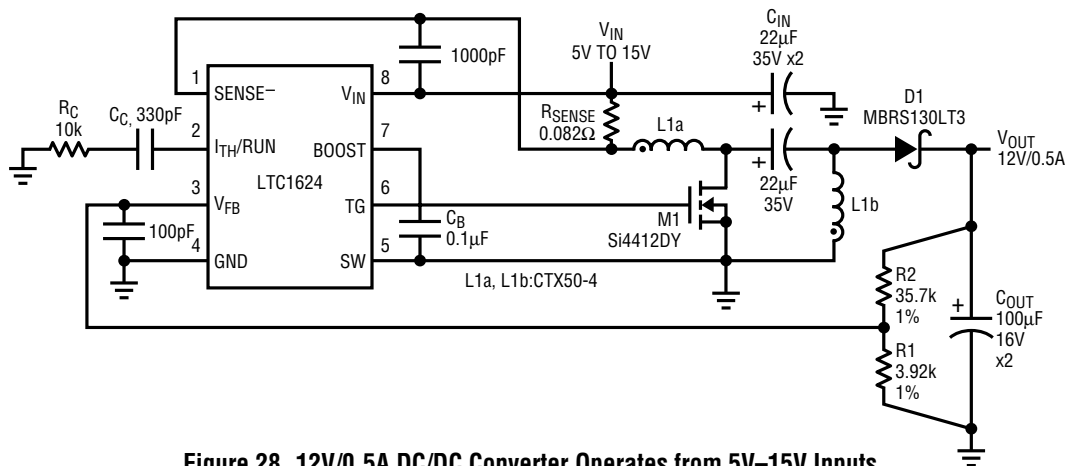 1000pF
V_IN
5V TO 15V
C_IN
22μF
35V x2
1
SENSE–
V_IN
8
R_C
10k
C_C, 330pF
2
I_TH/RUN
BOOST
7
R_SENSE
0.082Ω
L1a
D1
MBRS130LT3
V_OUT
12V/0.5A
LTC1624
3
V_FB
TG
6
100pF
C_B
0.1μF
M1
Si4412DY
22μF
35V
L1b
4
GND
SW
5
L1a, L1b:CTX50-4
R2
35.7k
1%
C_OUT
100μF
16V
x2
R1
3.92k
1%
+
+
+
Figure 28. 12V/0.5A DC/DC Converter Operates from 5V–15V Inputs